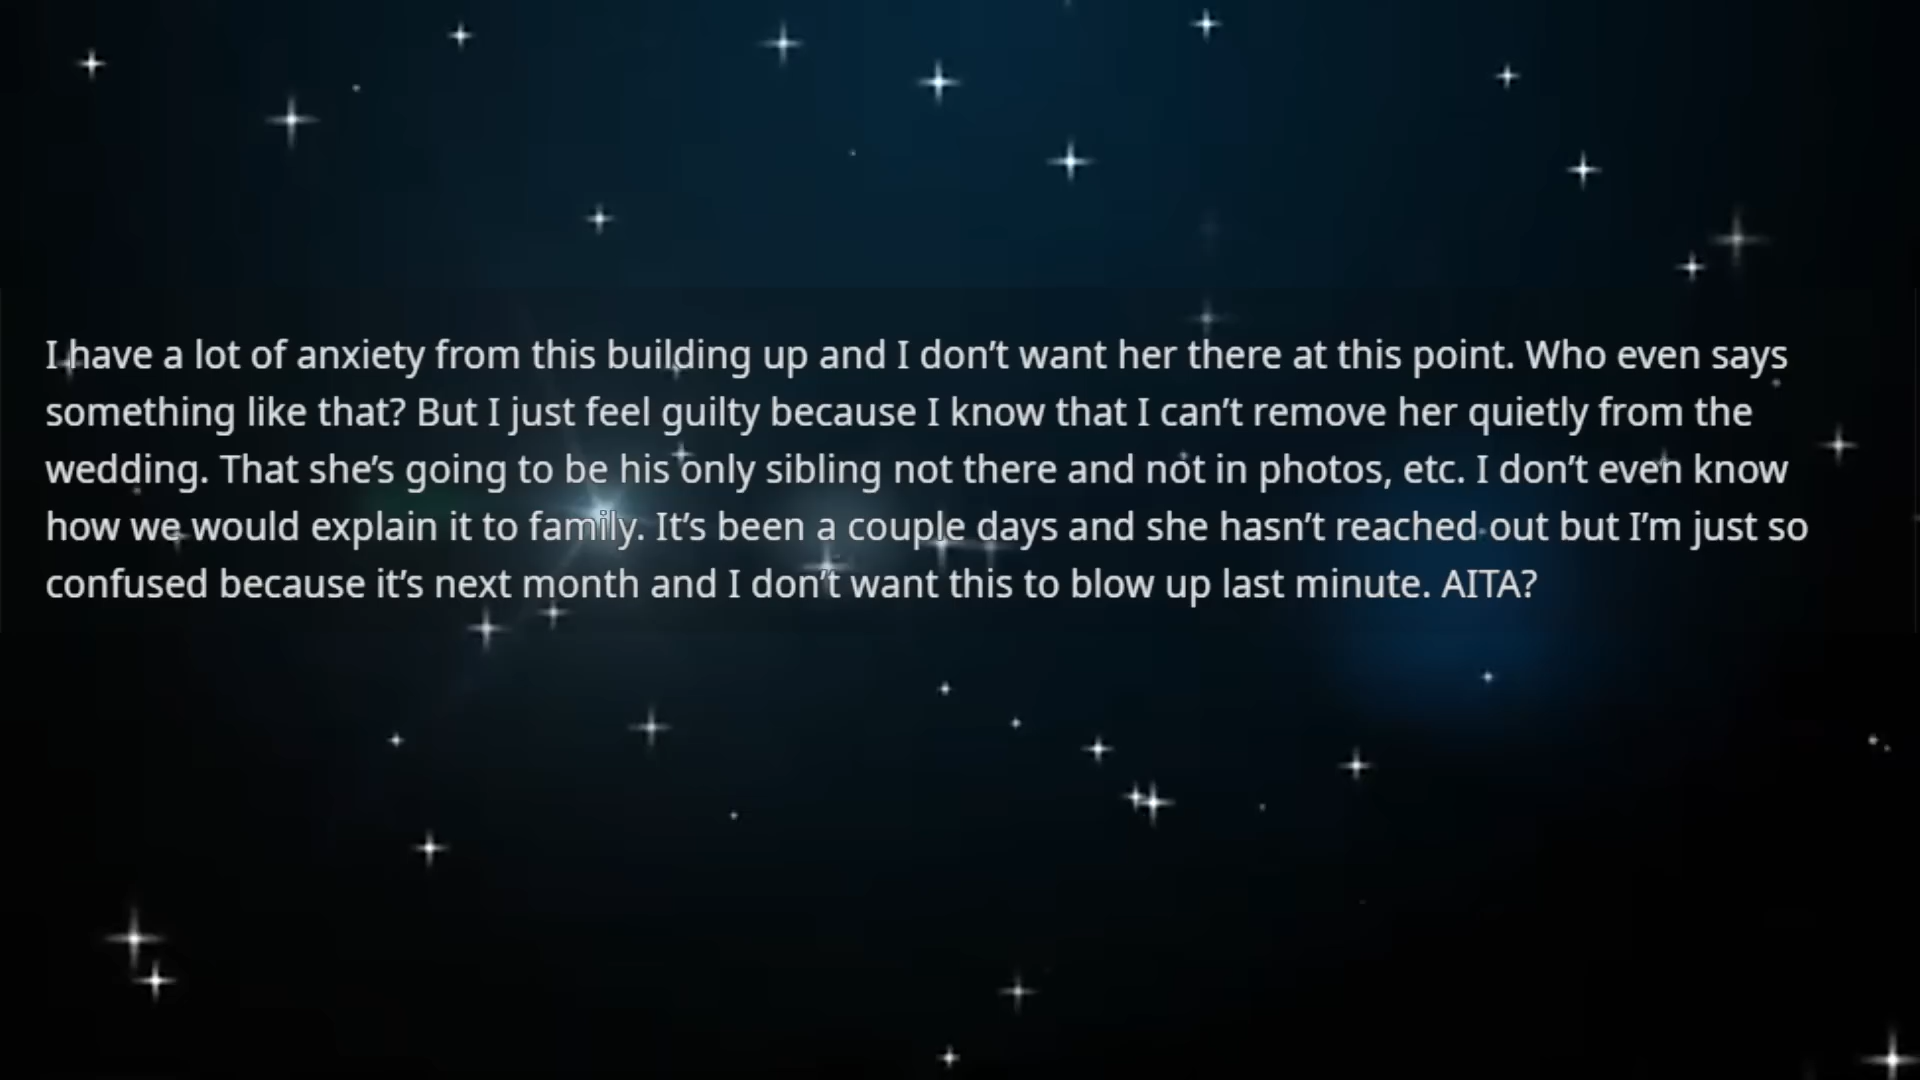 I have a lot of anxiety from this building up and I don’t want her there at this point. Who even says
something like that? But I just feel guilty because I know that I can’t remove her quietly from the
wedding. That she’s going to be his only sibling not there and not in photos, etc. I don’t even know
how we would explain it to family. It’s been a couple days and she hasn’t reached out but I’m just so
confused because it’s next month and I don’t want this to blow up last minute. AITA?